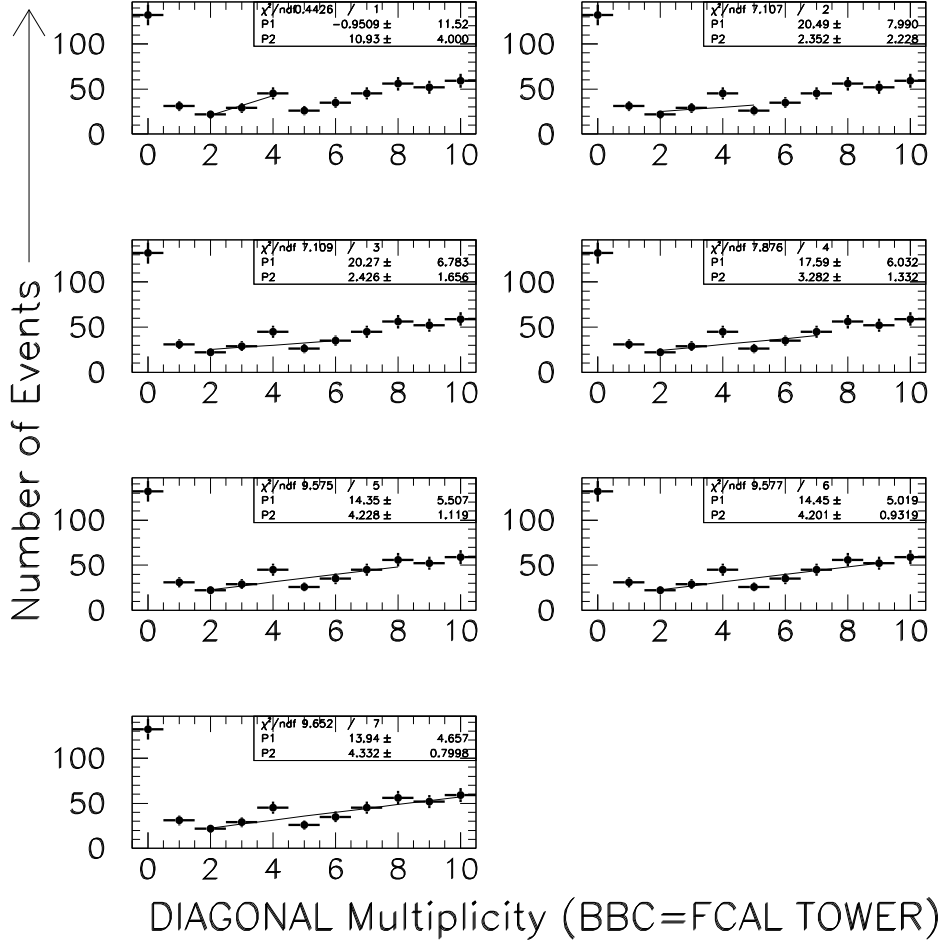 χ²/ndf 0.4426 / 1
P1 -0.9509 ± 11.52
P2 10.93 ± 4.000
100
50
0
0 2 4 6 8 10
χ²/ndf 7.107 / 2
P1 20.49 ± 7.990
P2 2.352 ± 2.228
100
50
0
0 2 4 6 8 10
χ²/ndf 7.109 / 3
P1 20.27 ± 6.783
P2 2.426 ± 1.656
100
50
0
0 2 4 6 8 10
χ²/ndf 7.876 / 4
P1 17.59 ± 6.032
P2 3.282 ± 1.332
100
50
0
0 2 4 6 8 10
χ²/ndf 9.575 / 5
P1 14.35 ± 5.507
P2 4.228 ± 1.119
100
50
0
0 2 4 6 8 10
χ²/ndf 9.577 / 6
P1 14.45 ± 5.019
P2 4.201 ± 0.9319
100
50
0
0 2 4 6 8 10
χ²/ndf 9.652 / 7
P1 13.94 ± 4.657
P2 4.332 ± 0.7998
100
50
0
0 2 4 6 8 10
Number of Events
DIAGONAL Multiplicity (BBC=FCAL TOWER)